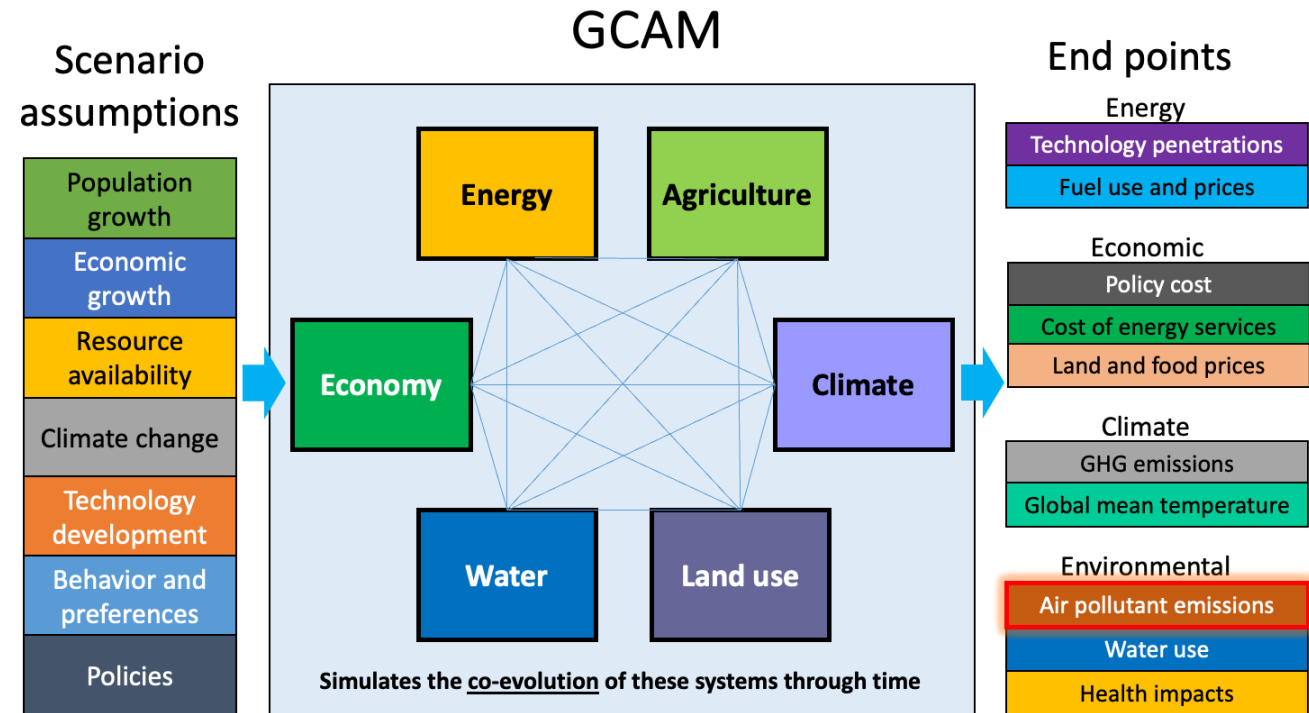 GCAM
Scenario
assumptions
Population
growth
Economic
growth
Resource
availability
Climate change
Technology
development
Behavior and
preferences
Policies
Energy
Agriculture
Economy
Climate
Water
Land use
Simulates the co-evolution of these systems through time
End points
Energy
Technology penetrations
Fuel use and prices
Economic
Policy cost
Cost of energy services
Land and food prices
Climate
GHG emissions
Global mean temperature
Environmental
Air pollutant emissions
Water use
Health impacts